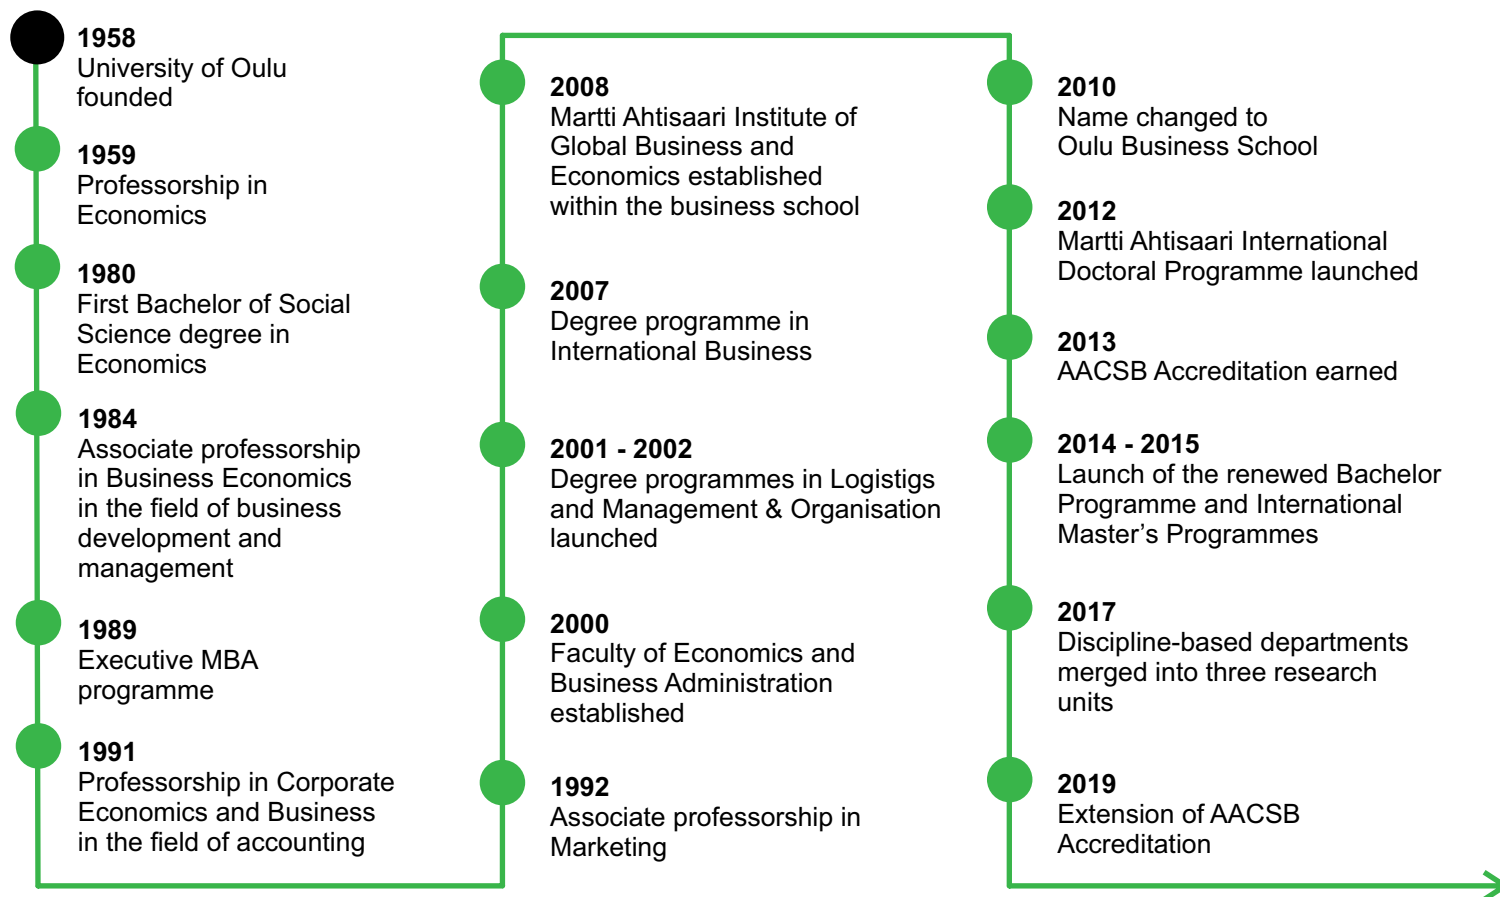 1958
University of Oulu
founded
1959
Professorship in
Economics
1980
First Bachelor of Social
Science degree in
Economics
1984
Associate professorship
in Business Economics
in the field of business
development and
management
1989
Executive MBA
programme
1991
Professorship in Corporate
Economics and Business
in the field of accounting
2008
Martti Ahtisaari Institute of
Global Business and
Economics established
within the business school
2007
Degree programme in
International Business
2001 - 2002
Degree programmes in Logistigs
and Management & Organisation
launched
2000
Faculty of Economics and
Business Administration
established
1992
Associate professorship in
Marketing
2010
Name changed to
Oulu Business School
2012
Martti Ahtisaari International
Doctoral Programme launched
2013
AACSB Accreditation earned
2014 - 2015
Launch of the renewed Bachelor
Programme and International
Master’s Programmes
2017
Discipline-based departments
merged into three research
units
2019
Extension of AACSB
Accreditation